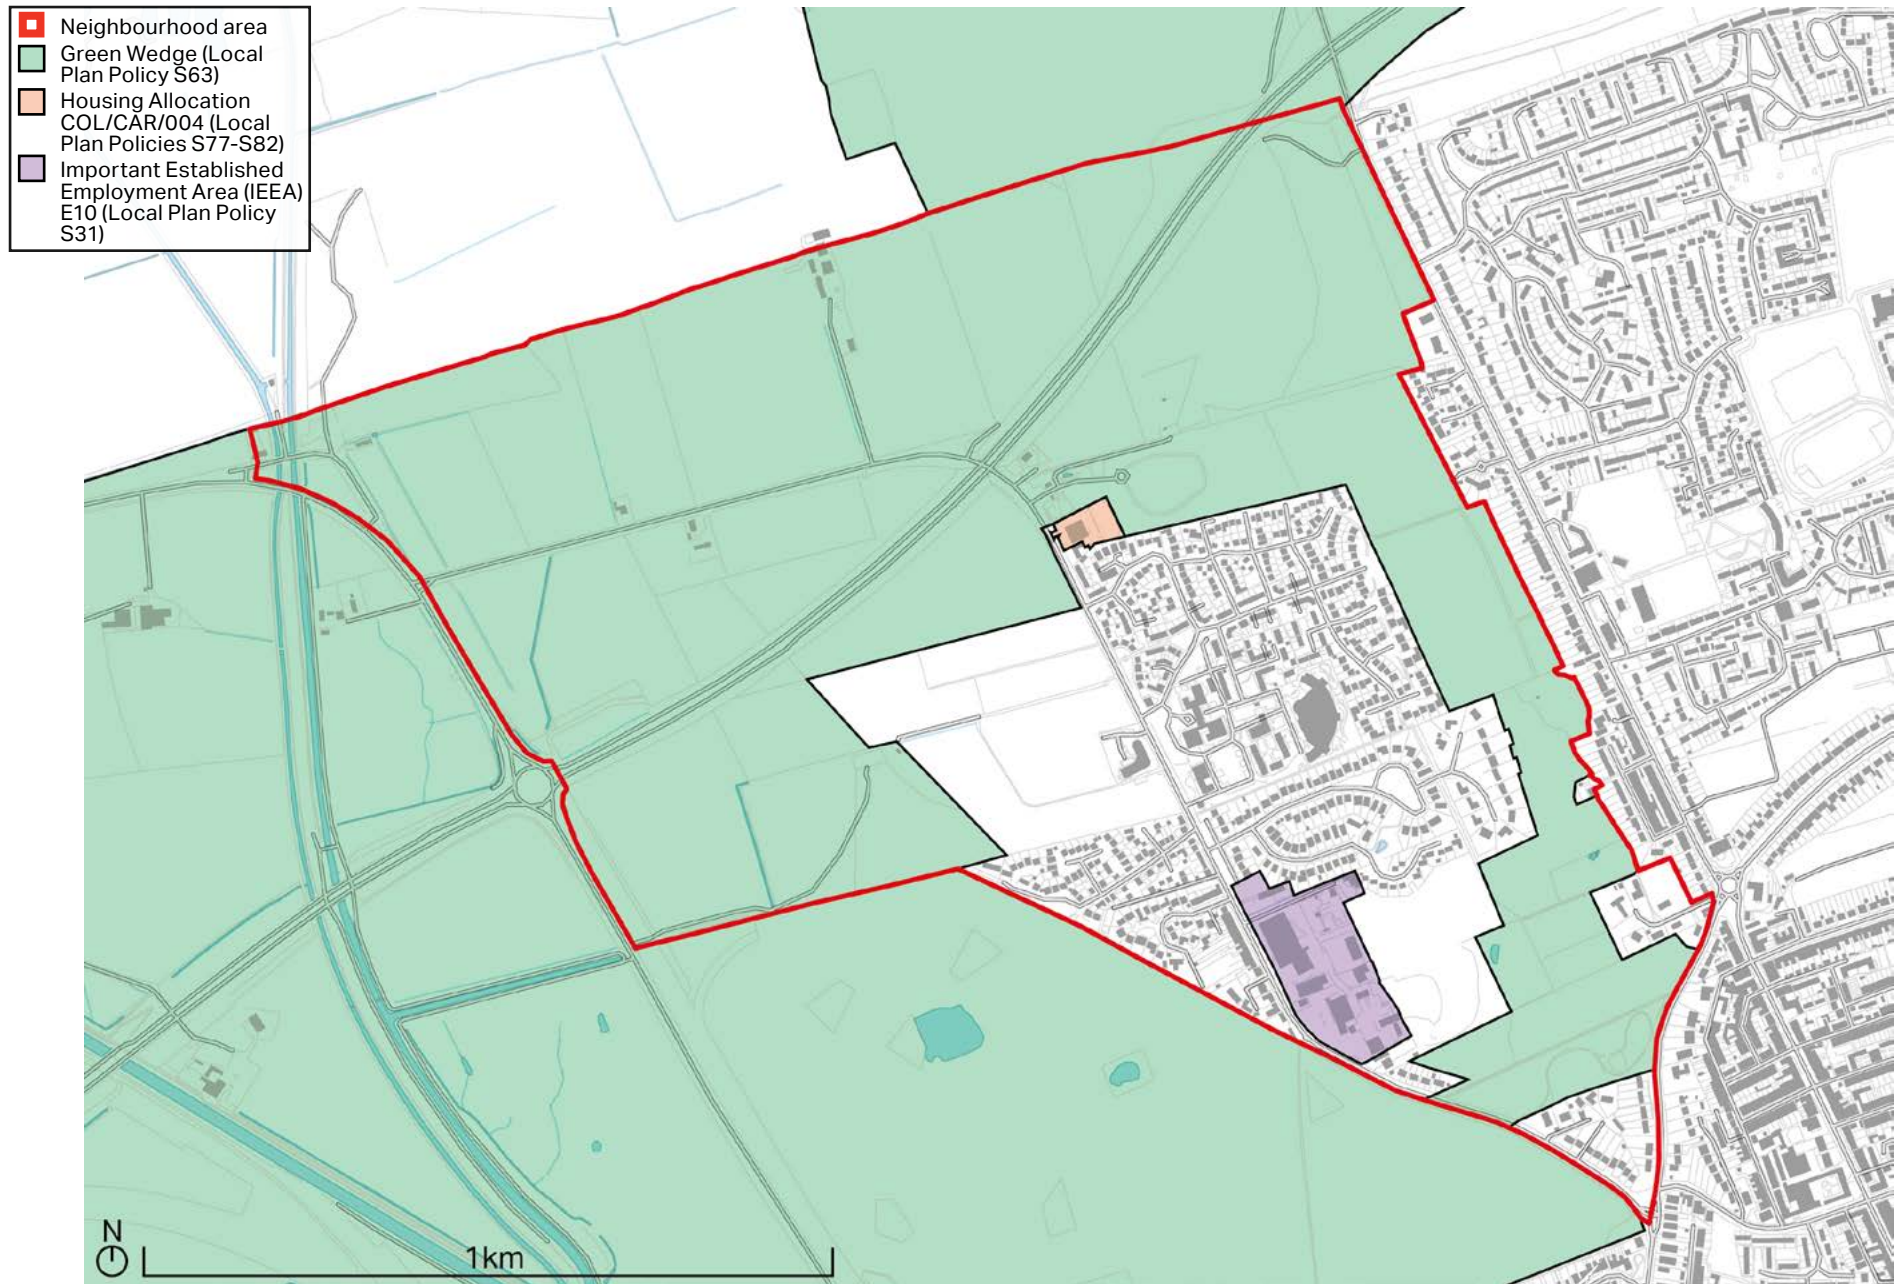 Neighbourhood area
Green Wedge (Local
Plan Policy S63)
Housing Allocation
COL/CAR/004 (Local
Plan Policies S77-S82)
Important Established
Employment Area (IEEA)
E10 (Local Plan Policy
S31)
N
1km